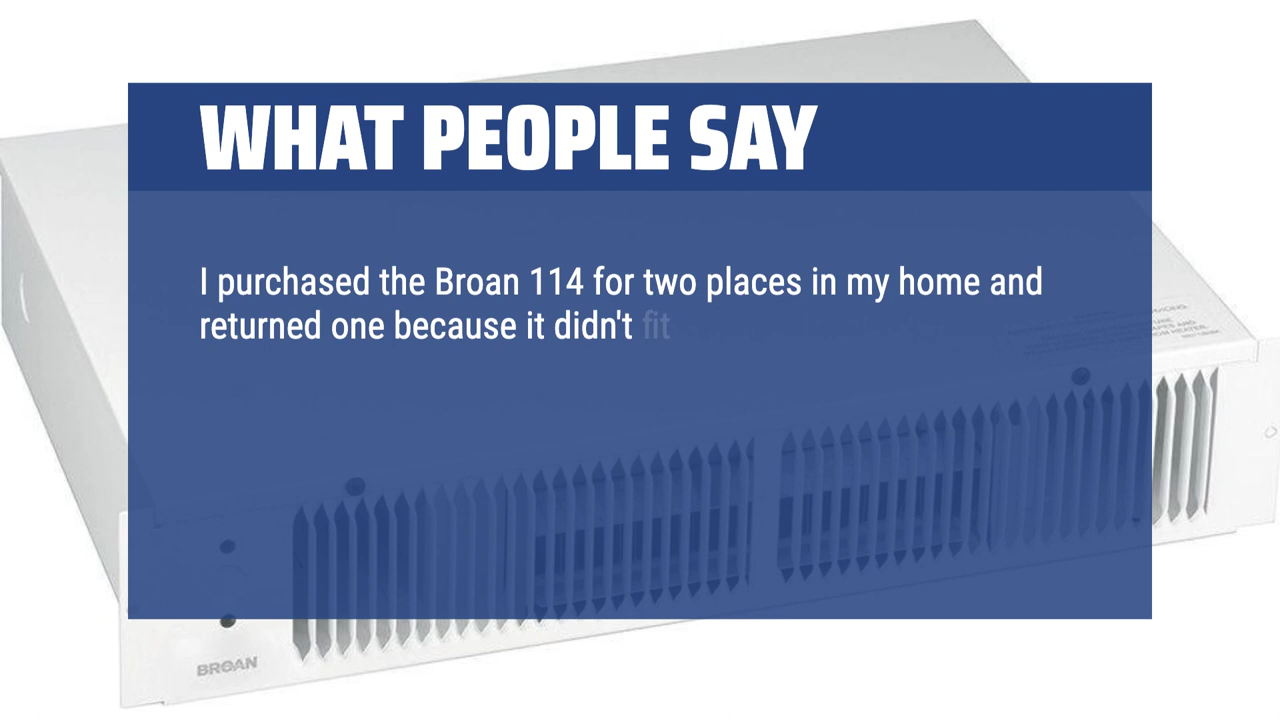 WHAT PEOPLE SAY
I purchased the Broan 114 for two places in my home and
returned one because it didn't fit
BROAN